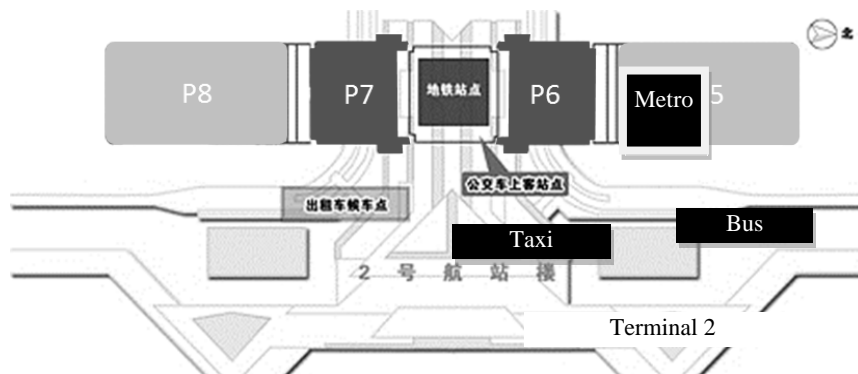 北
P8
P7
地铁站点
P6
Metro
5
公交车上客站点
出租车候车点
Taxi
Bus
2号航站楼
Terminal 2